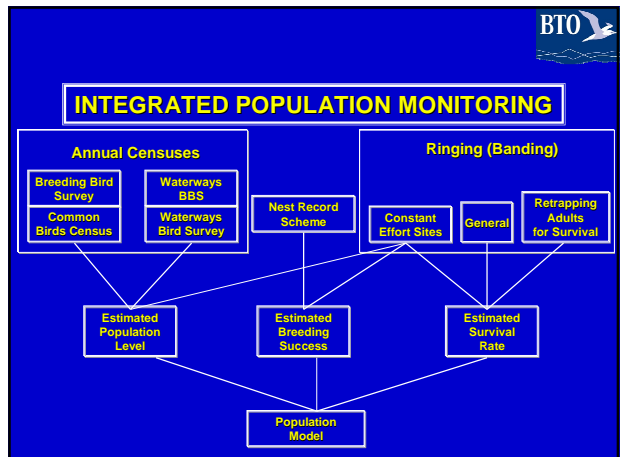 BTO
INTEGRATED POPULATION MONITORING
Annual Censuses
Breeding Bird
Survey
Common
Birds Census
Waterways
BBS
Waterways
Bird Survey
Nest Record
Scheme
Ringing (Banding)
Constant
Effort Sites
General
Retrapping
Adults
for Survival
Estimated
Population
Level
Estimated
Breeding
Success
Estimated
Survival
Rate
Population
Model